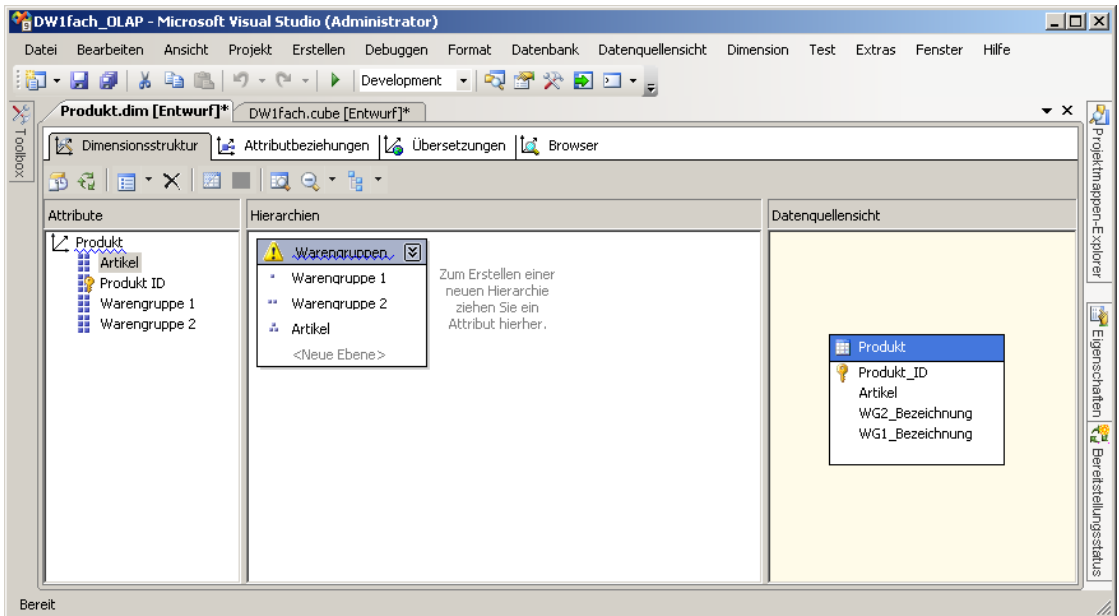 DW1fach_OLAP - Microsoft Visual Studio (Administrator)
Datei Bearbeiten Ansicht Projekt Erstellen Debuggen Format Datenbank Datenquellensicht Dimension Test Extras Fenster Hilfe
Development
Toolbox
Produkt.dim [Entwurf]* DW1fach.cube [Entwurf]*
Dimensionsstruktur Attributbeziehungen Übersetzungen Browser
Attribute
Produkt
Artikel
Produkt ID
Warengruppe 1
Warengruppe 2
Hierarchien
Warengruppen
Warengruppe 1
Warengruppe 2
Artikel
<Neue Ebene>
Zum Erstellen einer
neuen Hierarchie
ziehen Sie ein
Attribut hierher.
Datenquellensicht
Produkt
Produkt_ID
Artikel
WG2_Bezeichnung
WG1_Bezeichnung
Projektmappen-Explorer
Eigenschaften
Bereitstellungsstatus
Bereit